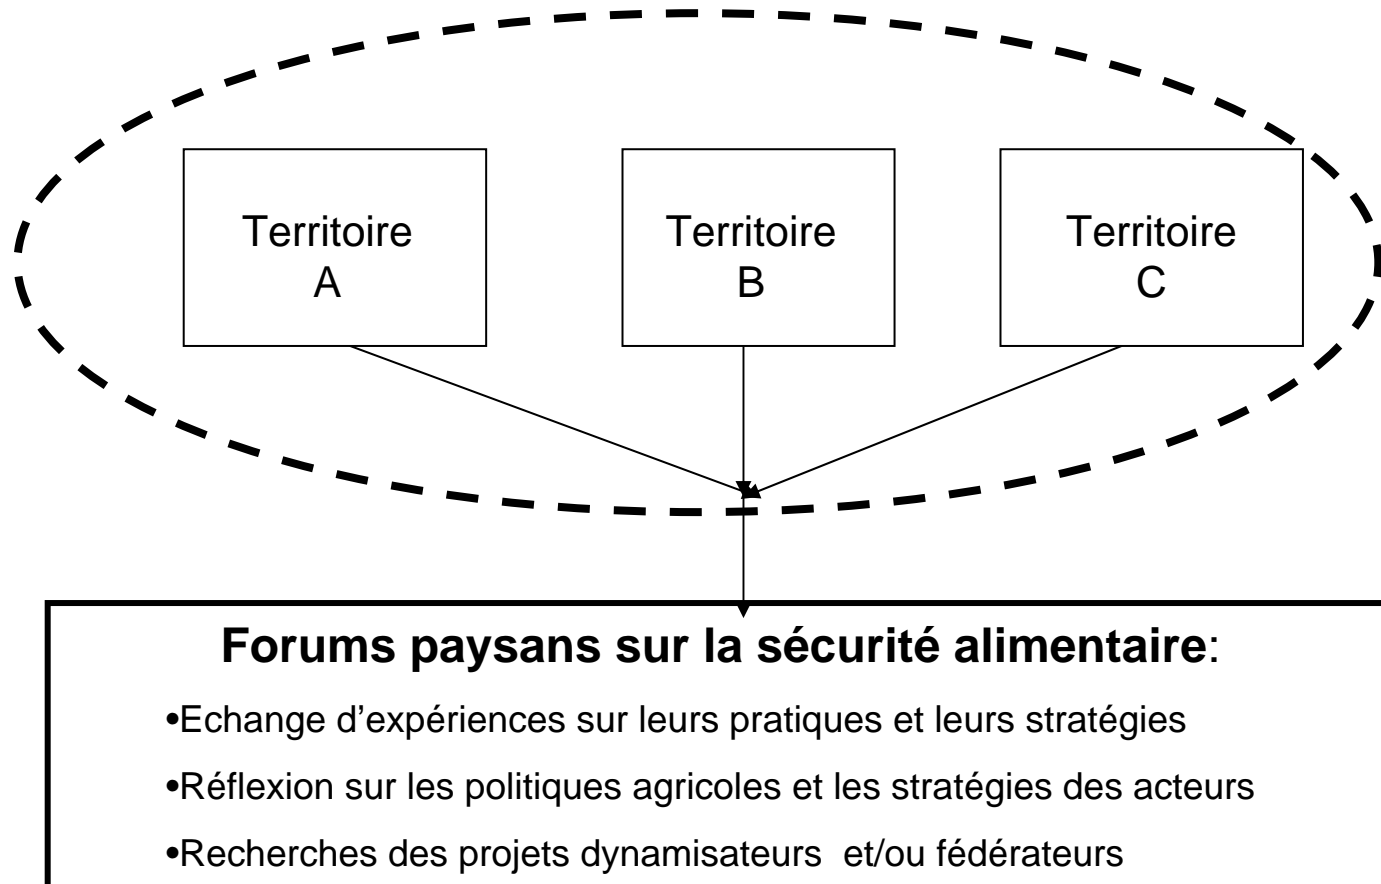 Territoire
A
Territoire
B
Territoire
C
Forums paysans sur la sécurité alimentaire:
•Echange d'expériences sur leurs pratiques et leurs stratégies
•Réflexion sur les politiques agricoles et les stratégies des acteurs
•Recherches des projets dynamisateurs  et/ou fédérateurs